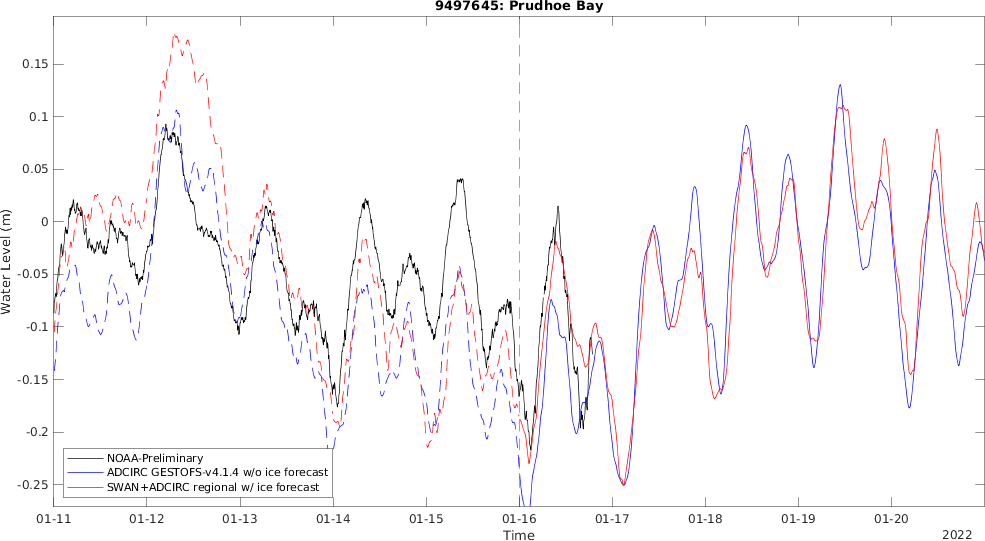 9497645: Prudhoe Bay
Water Level (m)
0.15
0.1
0.05
0
-0.05
-0.1
-0.15
-0.2
-0.25
NOAA-Preliminary
ADCIRC GESTOFS-v4.1.4 w/o ice forecast
SWAN+ADCIRC regional w/ ice forecast
01-11 01-12 01-13 01-14 01-15 01-16 01-17 01-18 01-19 01-20
Time
2022